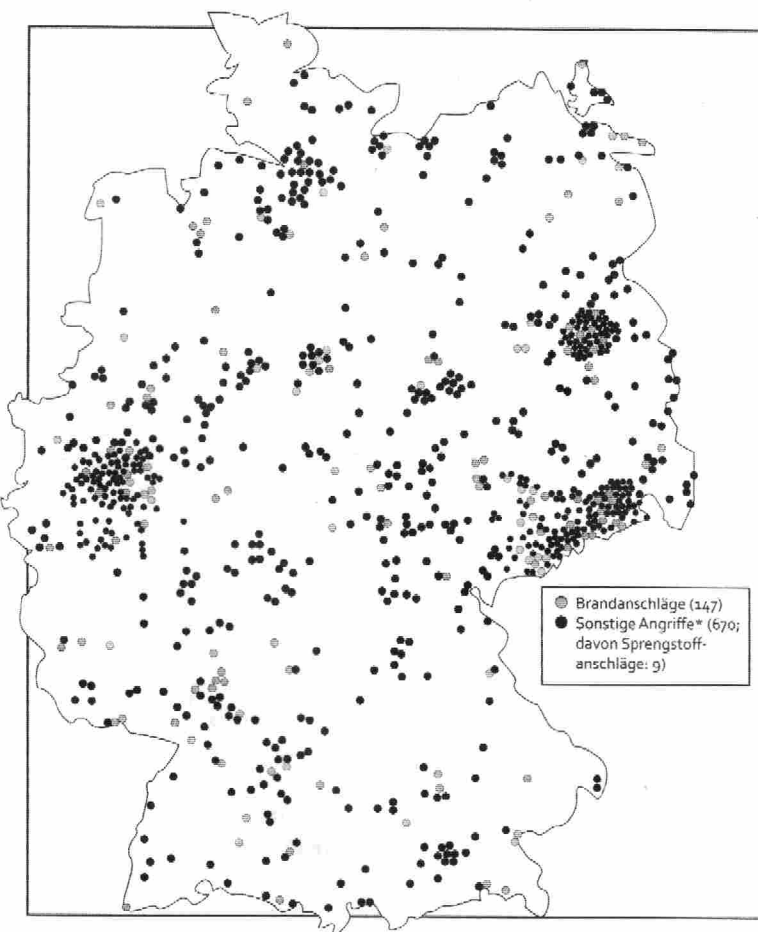 Brandanschläge (147)
Sonstige Angriffe* (670;
davon Sprengstoff-
anschläge: 9)